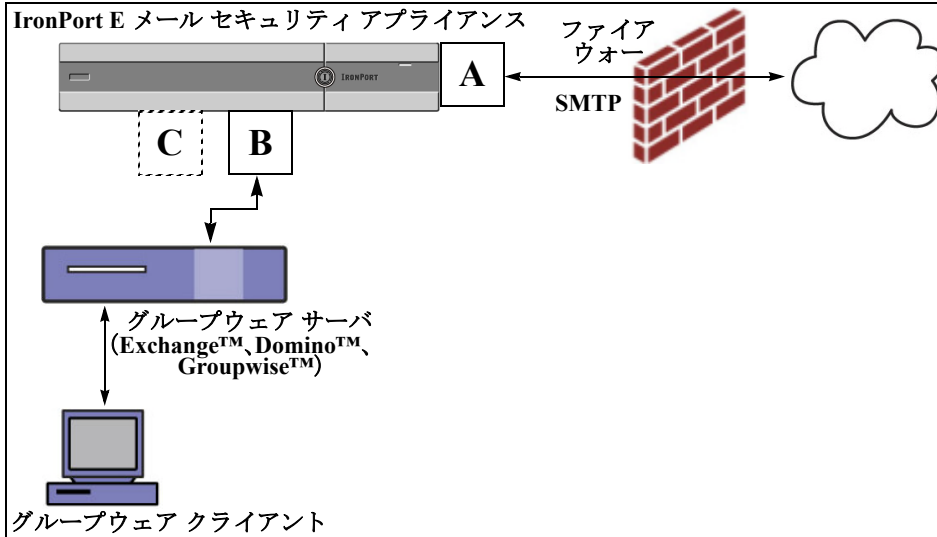 IronPort E メール セキュリティ アプライアンス
ファイア
ウォー
IRONPORT
A
SMTP
C
B
グループウェア サーバ
(Exchange™、Domino™、
Groupwise™)
グループウェア クライアント